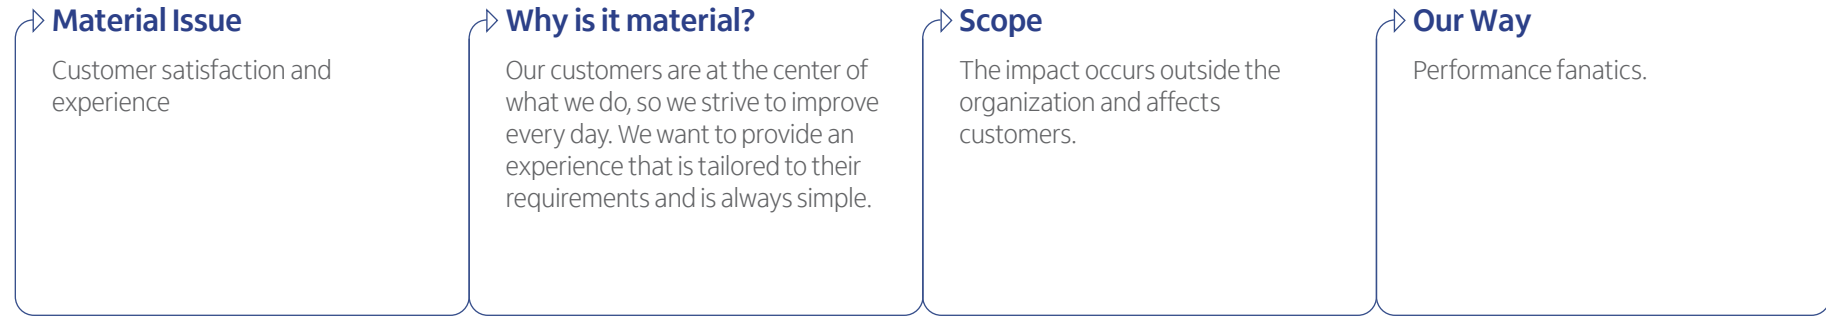 Material Issue
Customer satisfaction and
experience
Why is it material?
Our customers are at the center of
what we do, so we strive to improve
every day. We want to provide an
experience that is tailored to their
requirements and is always simple.
Scope
The impact occurs outside the
organization and affects
customers.
Our Way
Performance fanatics.